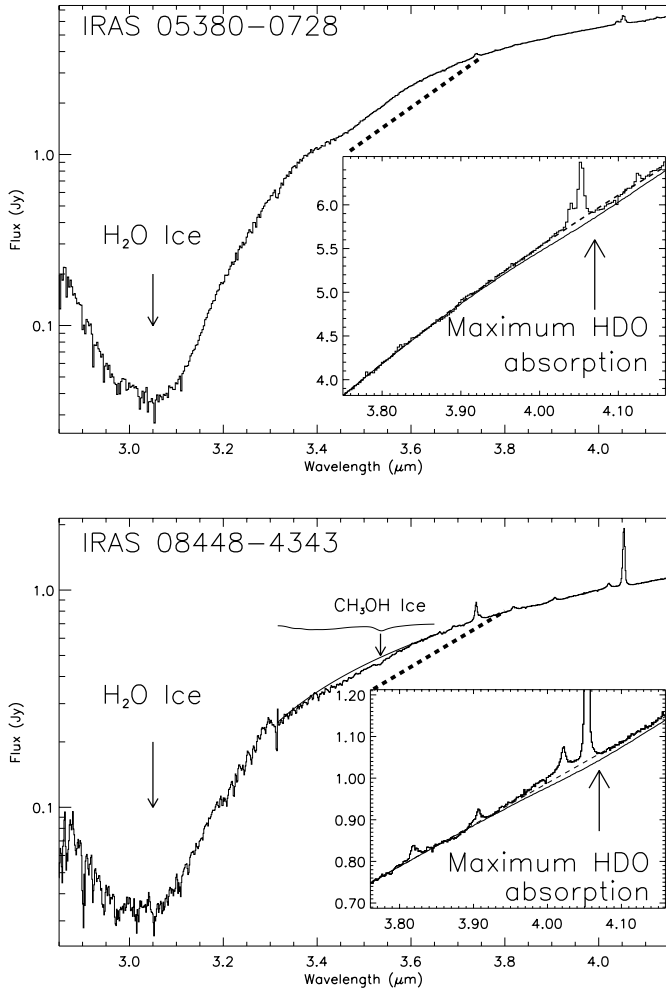 IRAS 05380−0728
H₂O Ice
Flux (Jy)
1.0
0.1
3.0 3.2 3.4 3.6 3.8 4.0
Wavelength (μm)
6.0
5.5
5.0
4.5
4.0
3.80 3.90 4.00 4.10
Maximum HDO
absorption
IRAS 08448−4343
CH₃OH Ice
H₂O Ice
Flux (Jy)
1.0
0.1
3.0 3.2 3.4 3.6 3.8 4.0
Wavelength (μm)
1.20
1.10
1.00
0.90
0.80
0.70
3.80 3.90 4.00 4.10
Maximum HDO
absorption